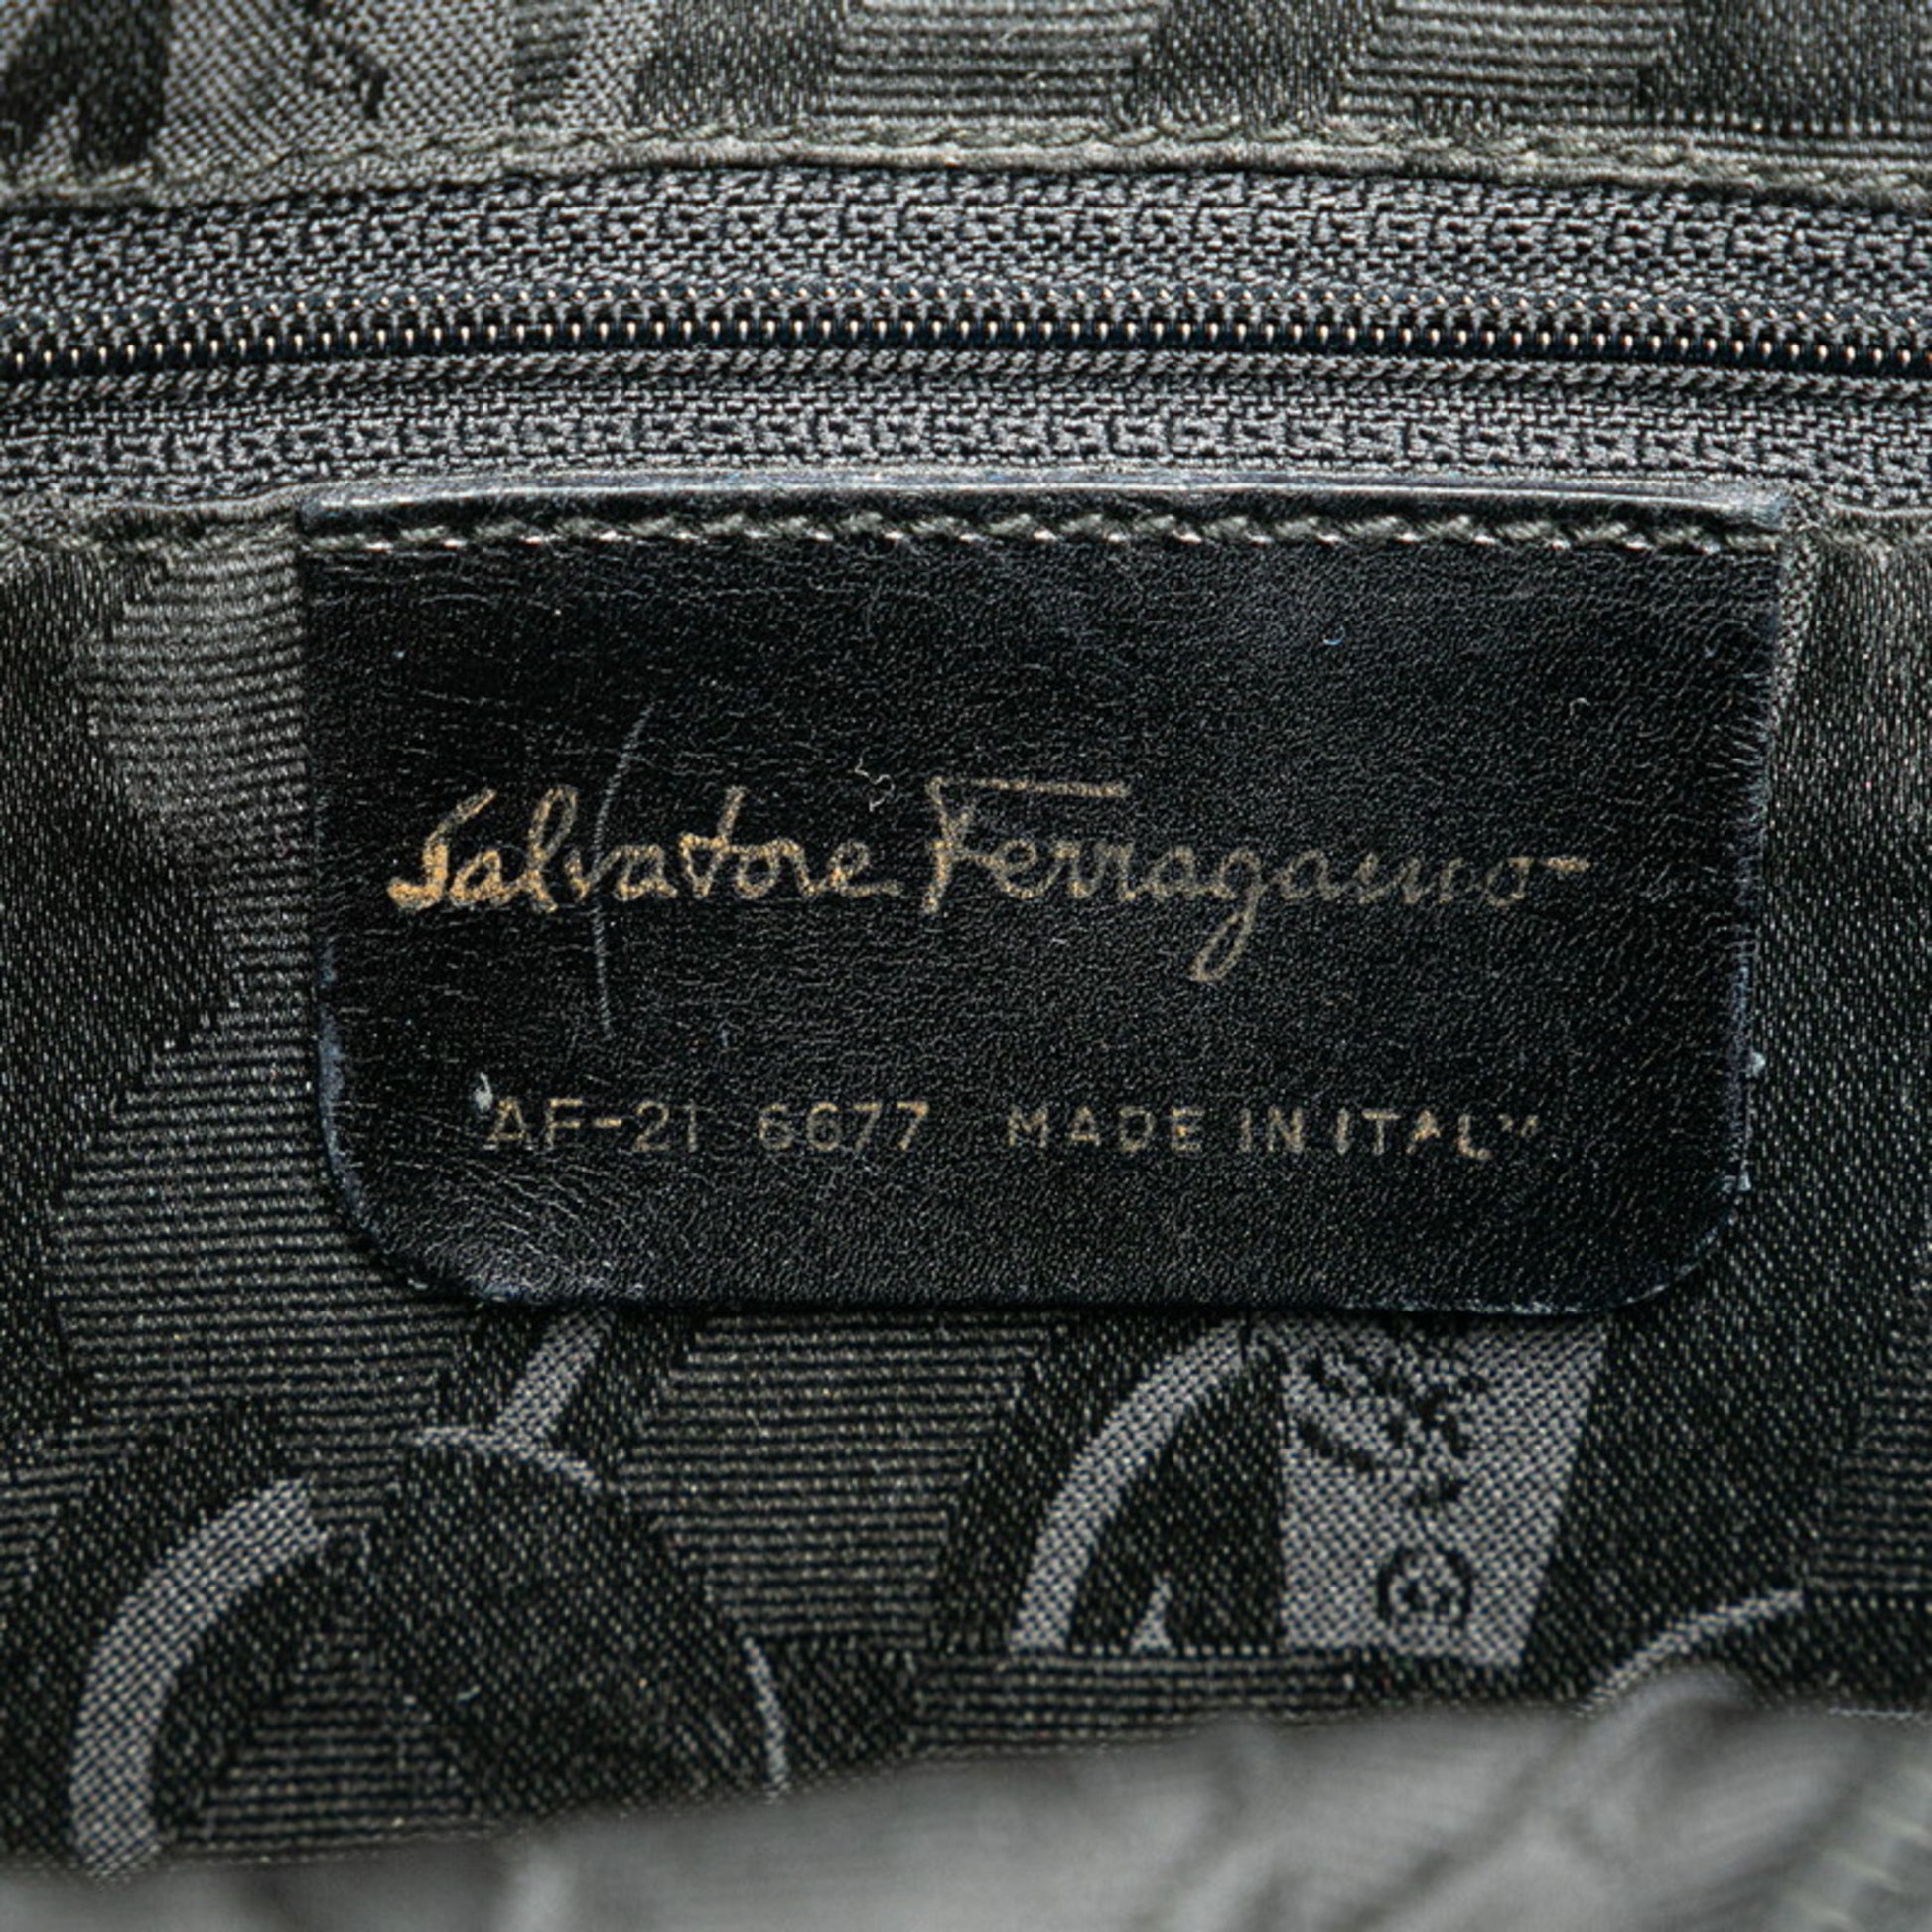 Salvatore Ferragamo
AF-21 6677 MADE IN ITALY